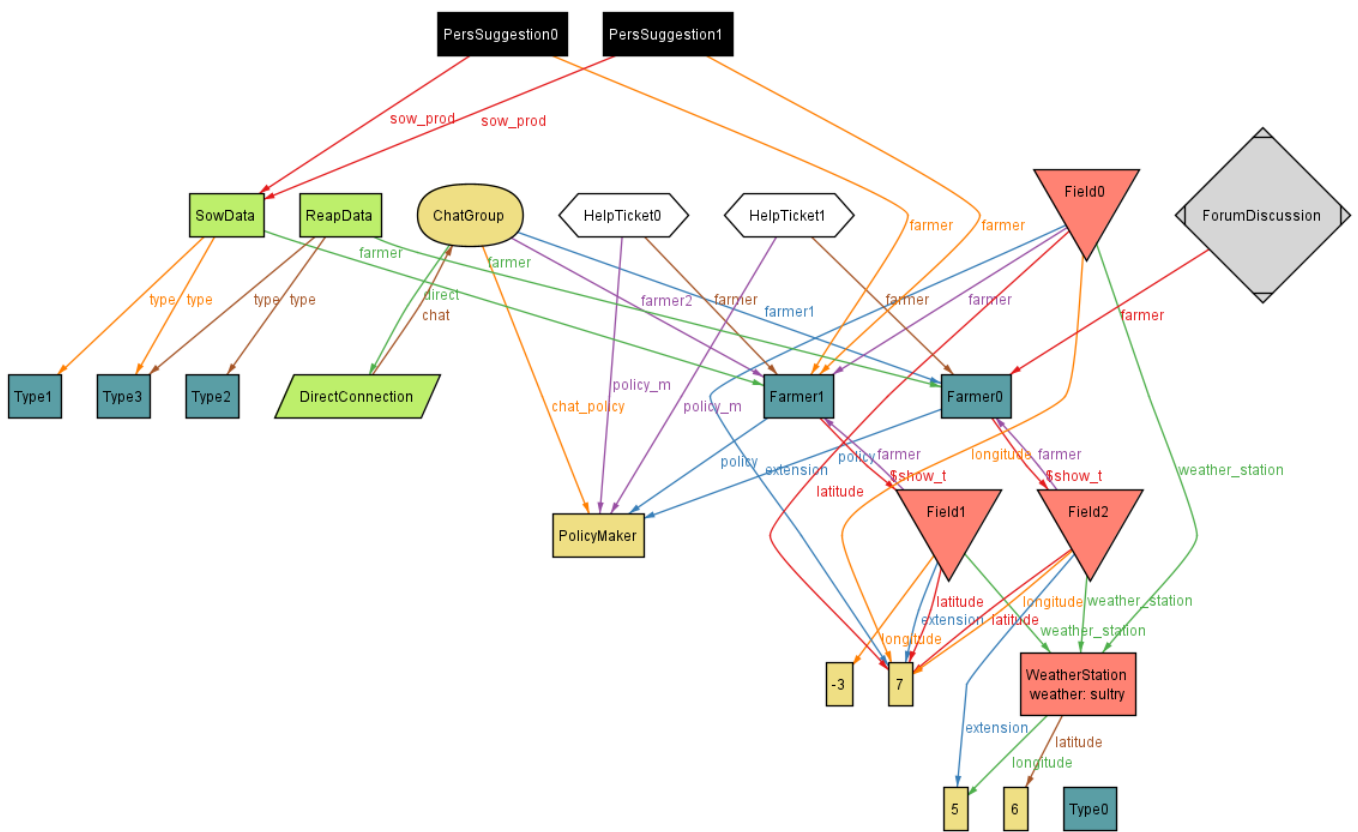 PersSuggestion0
PersSuggestion1
sow_prod
sow_prod
SowData
ReapData
ChatGroup
HelpTicket0
HelpTicket1
Field0
ForumDiscussion
farmer
farmer
farmer
farmer
type
type
type
type
direct
chat
farmer2
farmer
farmer1
farmer
farmer
farmer
Type1
Type3
Type2
DirectConnection
Farmer1
Farmer0
chat_policy
policy_m
policy_m
policy
extension
policy
farmer
longitude
farmer
weather_station
$show_t
$show_t
latitude
Field1
Field2
PolicyMaker
latitude
longitude
weather_station
extension
latitude
longitude
weather_station
-3
7
WeatherStation
weather: sultry
extension
latitude
longitude
5
6
Type0